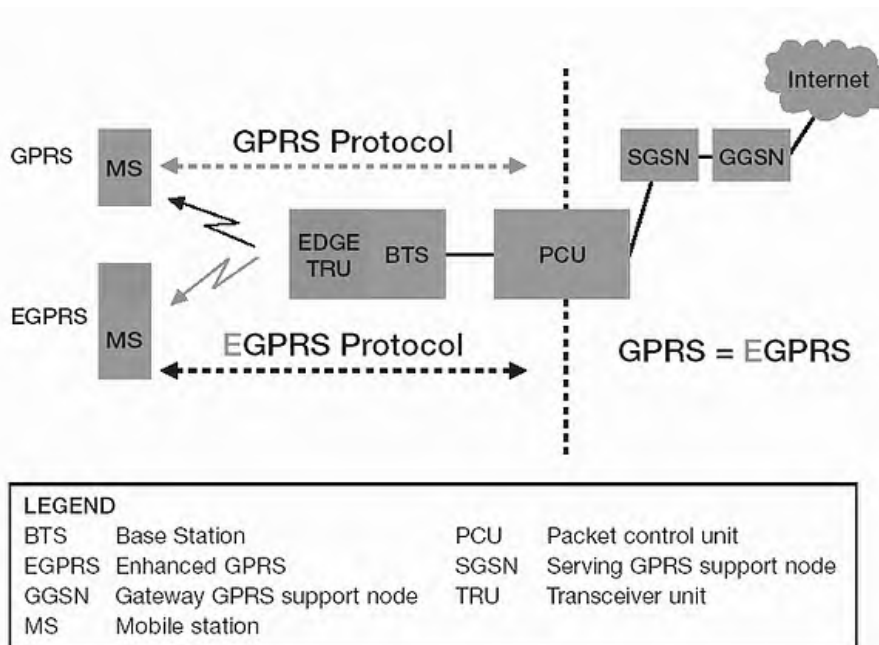 Internet
GPRS Protocol
GPRS
MS
SGSN
GGSN
EDGE
TRU
BTS
PCU
EGPRS
MS
EGPRS Protocol
GPRS = EGPRS
LEGEND
BTS Base Station PCU Packet control unit
EGPRS Enhanced GPRS SGSN Serving GPRS support node
GGSN Gateway GPRS support node TRU Transceiver unit
MS Mobile station